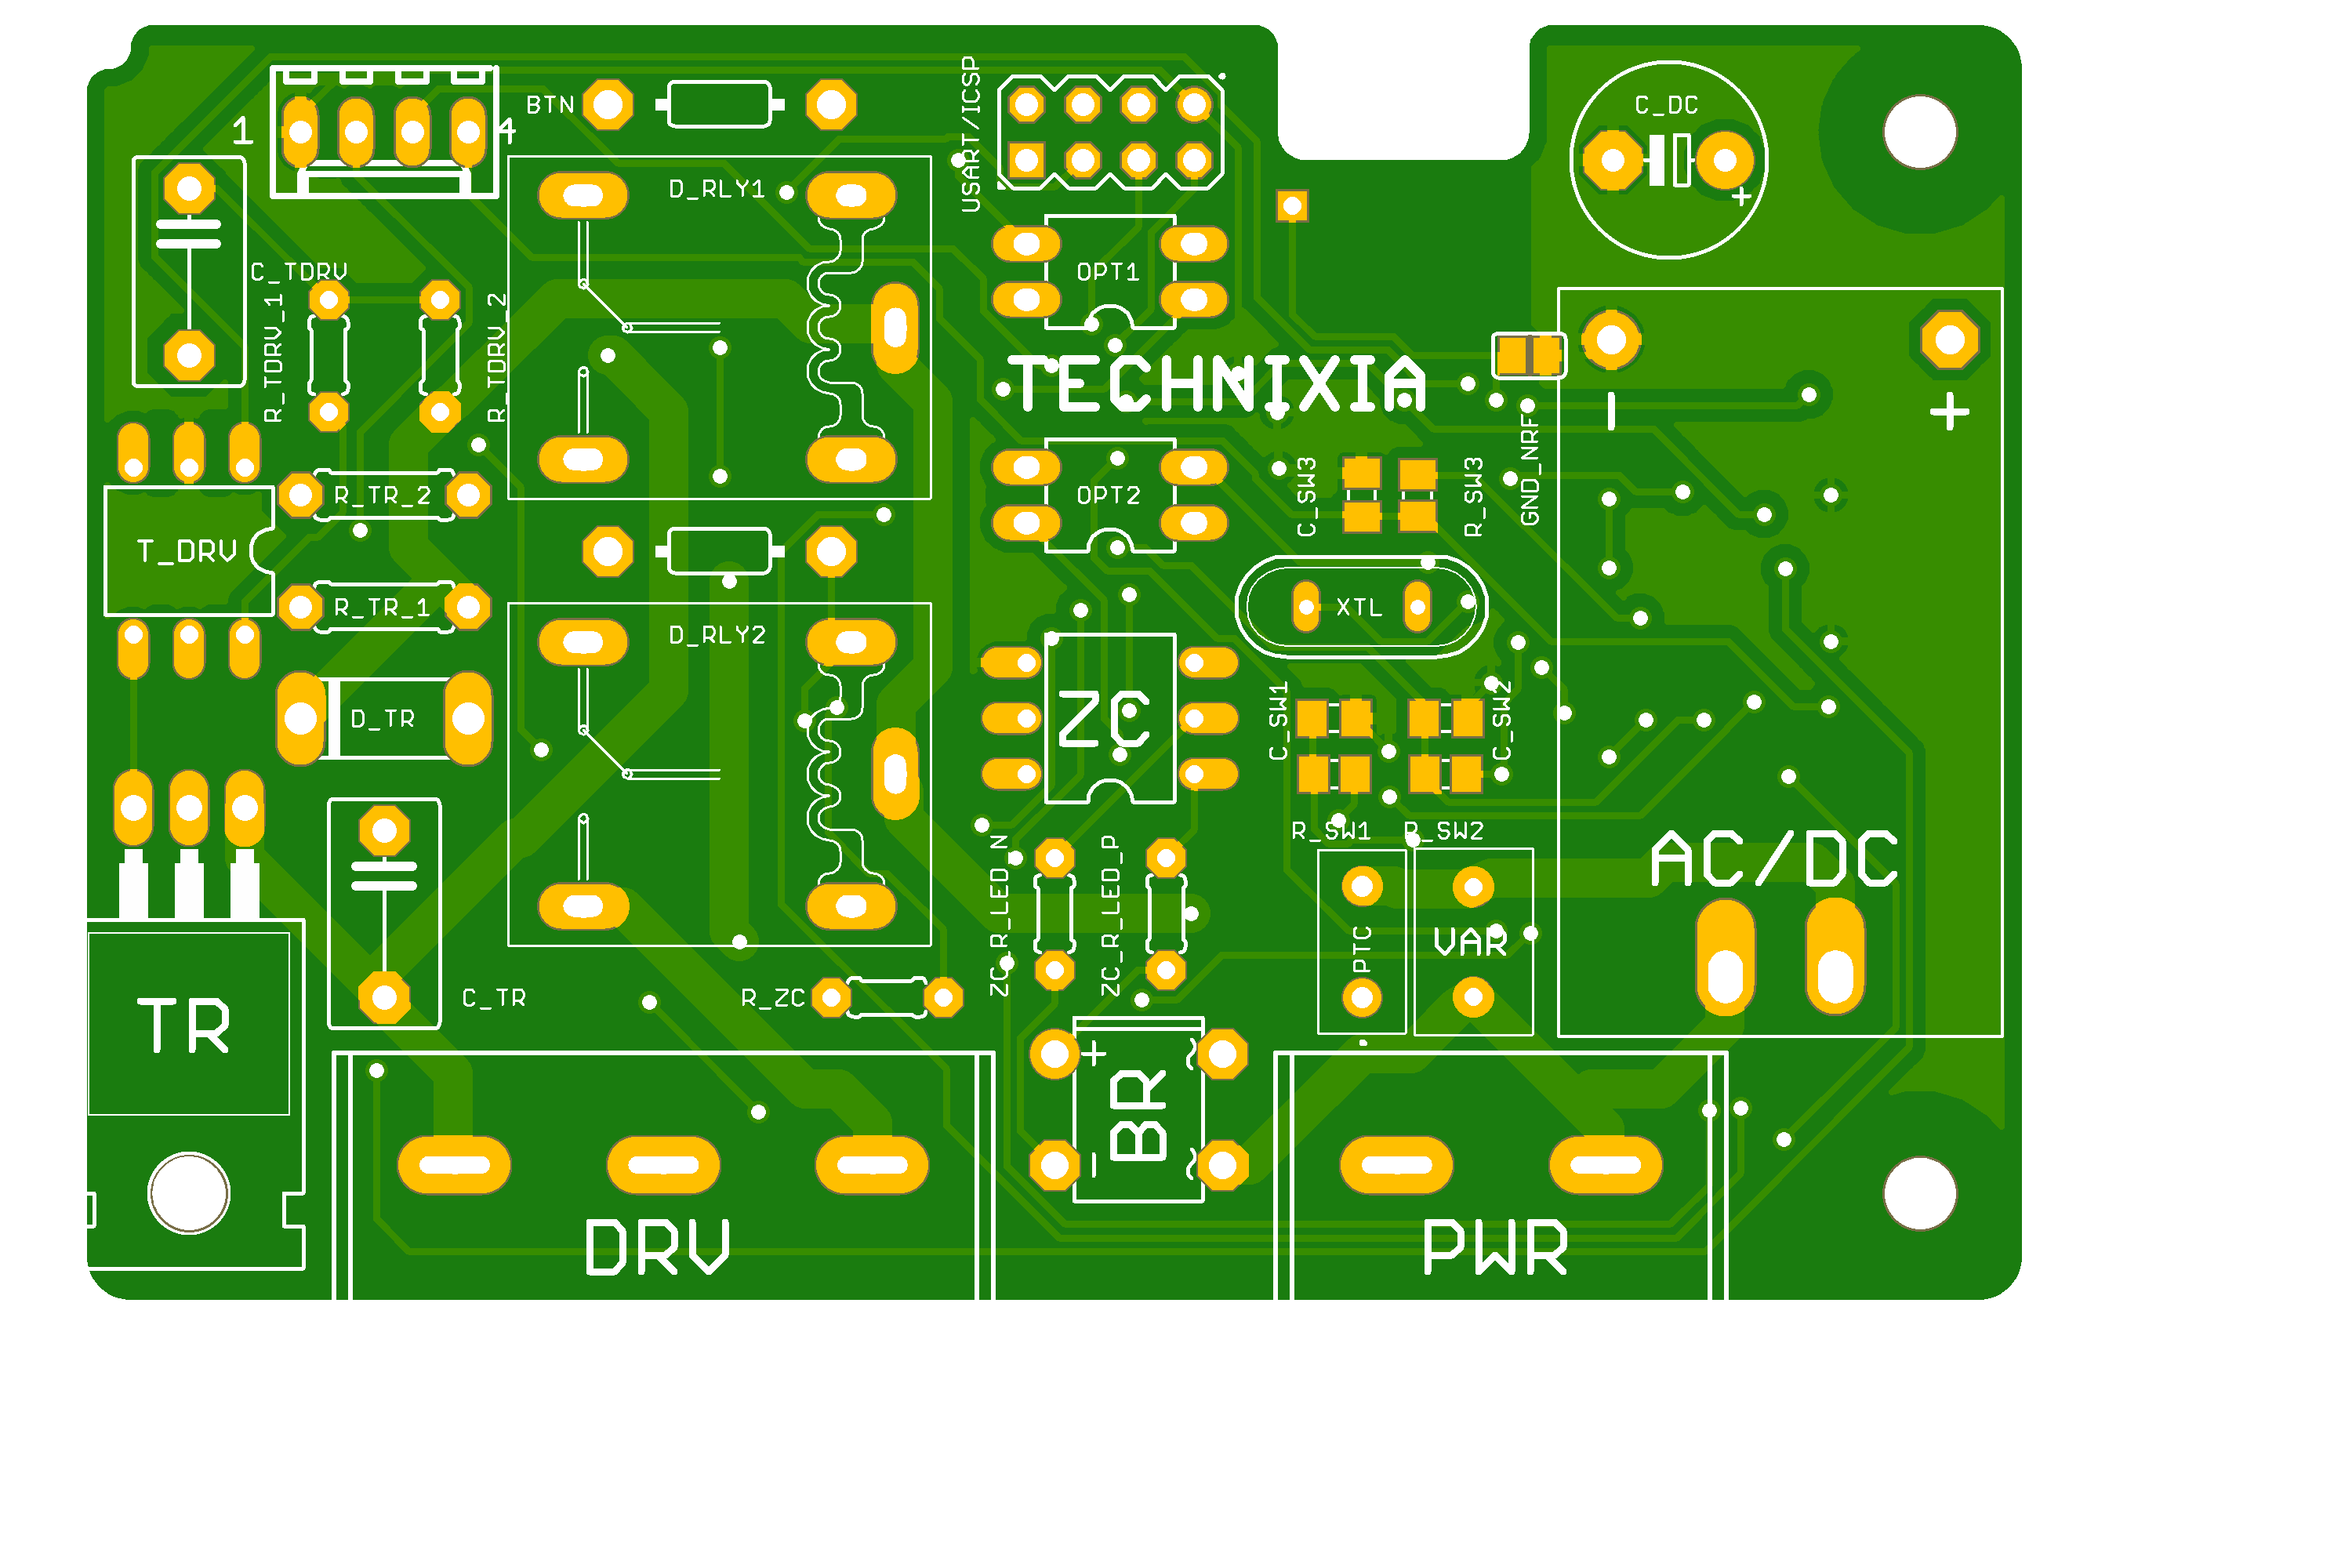 USART/ICSP
C_DC
BTN
1
4
D_RLY1
+
C_TDRV
OPT1
R_TDRV_1
R_TDRV_2
TECHNIXIA
-
+
GND_NRF
C_SW3
R_SW3
R_TR_2
OPT2
T_DRV
R_TR_1
XTL
D_RLY2
D_TR
ZC
C_SW1
C_SW2
R_SW1
R_SW2
AC/DC
ZC_R_LED_N
ZC_R_LED_P
PTC
VAR
TR
C_TR
R_ZC
+
~
BR
-
~
DRV
PWR